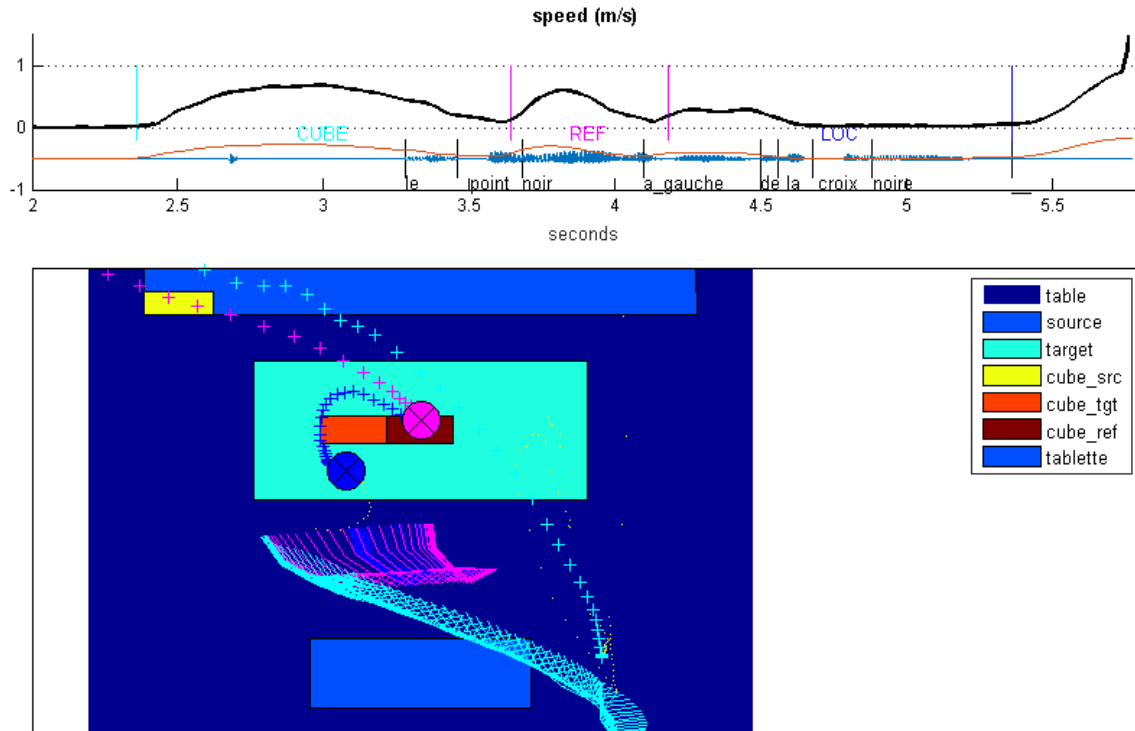 speed (m/s)
1
0
-1
CUBE REF LOC
le point noir a_gauche de la croix noire __
2 2.5 3 3.5 4 4.5 5 5.5
seconds
table
source
target
cube_src
cube_tgt
cube_ref
tablette